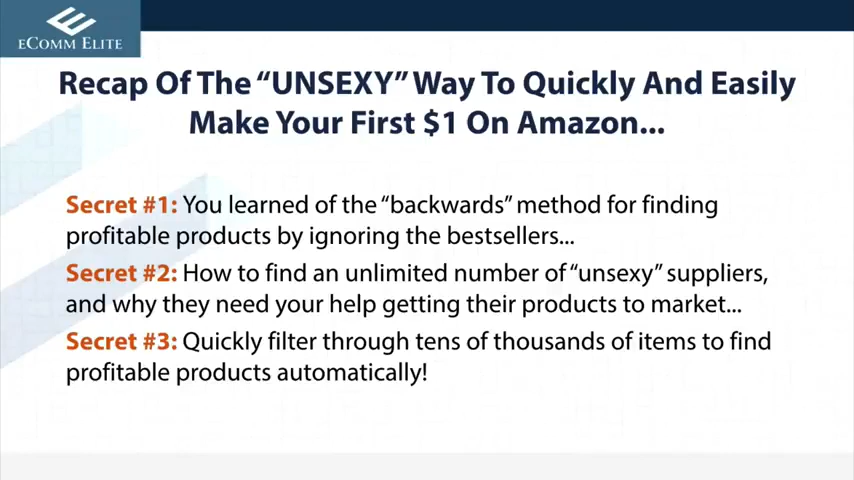 eComm Elite
Recap Of The “UNSEXY” Way To Quickly And Easily
Make Your First $1 On Amazon...
Secret #1: You learned of the “backwards” method for finding
profitable products by ignoring the bestsellers...
Secret #2: How to find an unlimited number of “unsexy” suppliers,
and why they need your help getting their products to market...
Secret #3: Quickly filter through tens of thousands of items to find
profitable products automatically!